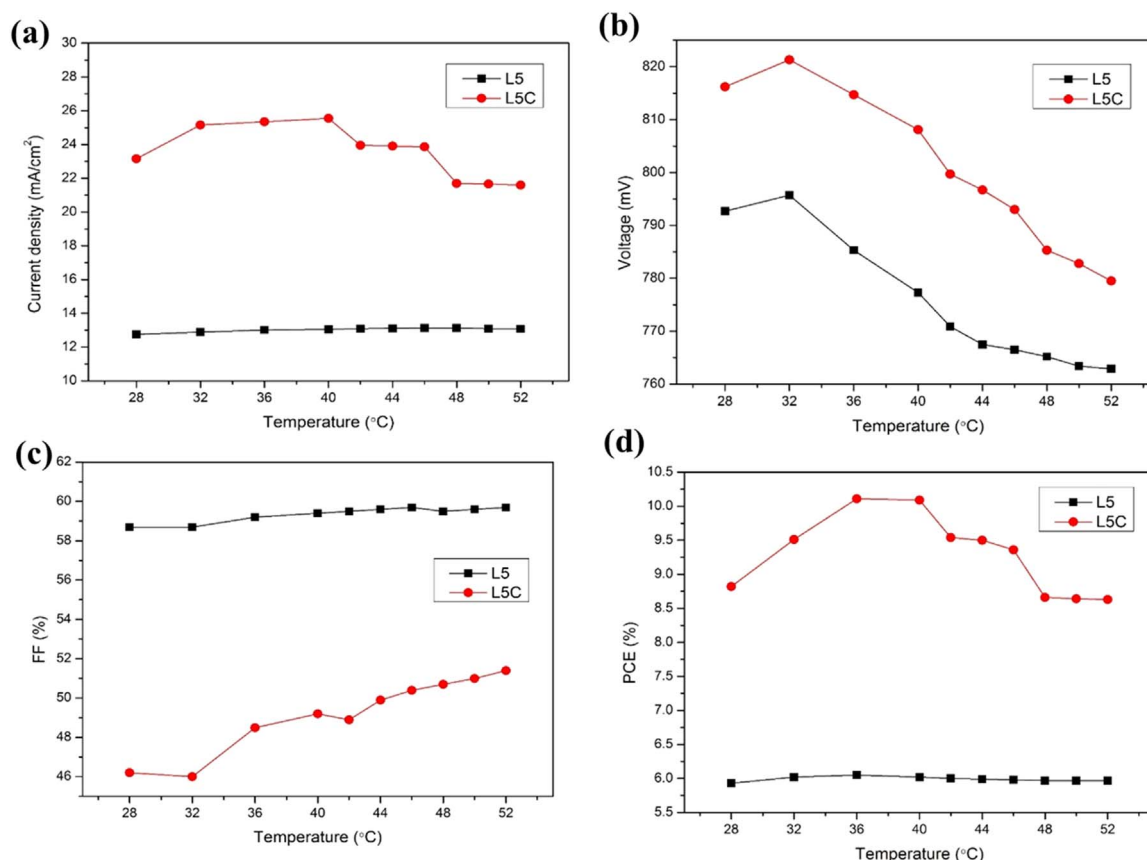 (a)
30
28
26
24
22
20
18
16
14
12
10
Current density (mA/cm²)
L5
L5C
28 32 36 40 44 48 52
Temperature (°C)
(b)
820
810
800
790
780
770
760
Voltage (mV)
L5
L5C
28 32 36 40 44 48 52
Temperature (°C)
(c)
62
60
58
56
54
52
50
48
46
FF (%)
L5
L5C
28 32 36 40 44 48 52
Temperature (°C)
(d)
10.5
10.0
9.5
9.0
8.5
8.0
7.5
7.0
6.5
6.0
5.5
PCE (%)
L5
L5C
28 32 36 40 44 48 52
Temperature (°C)